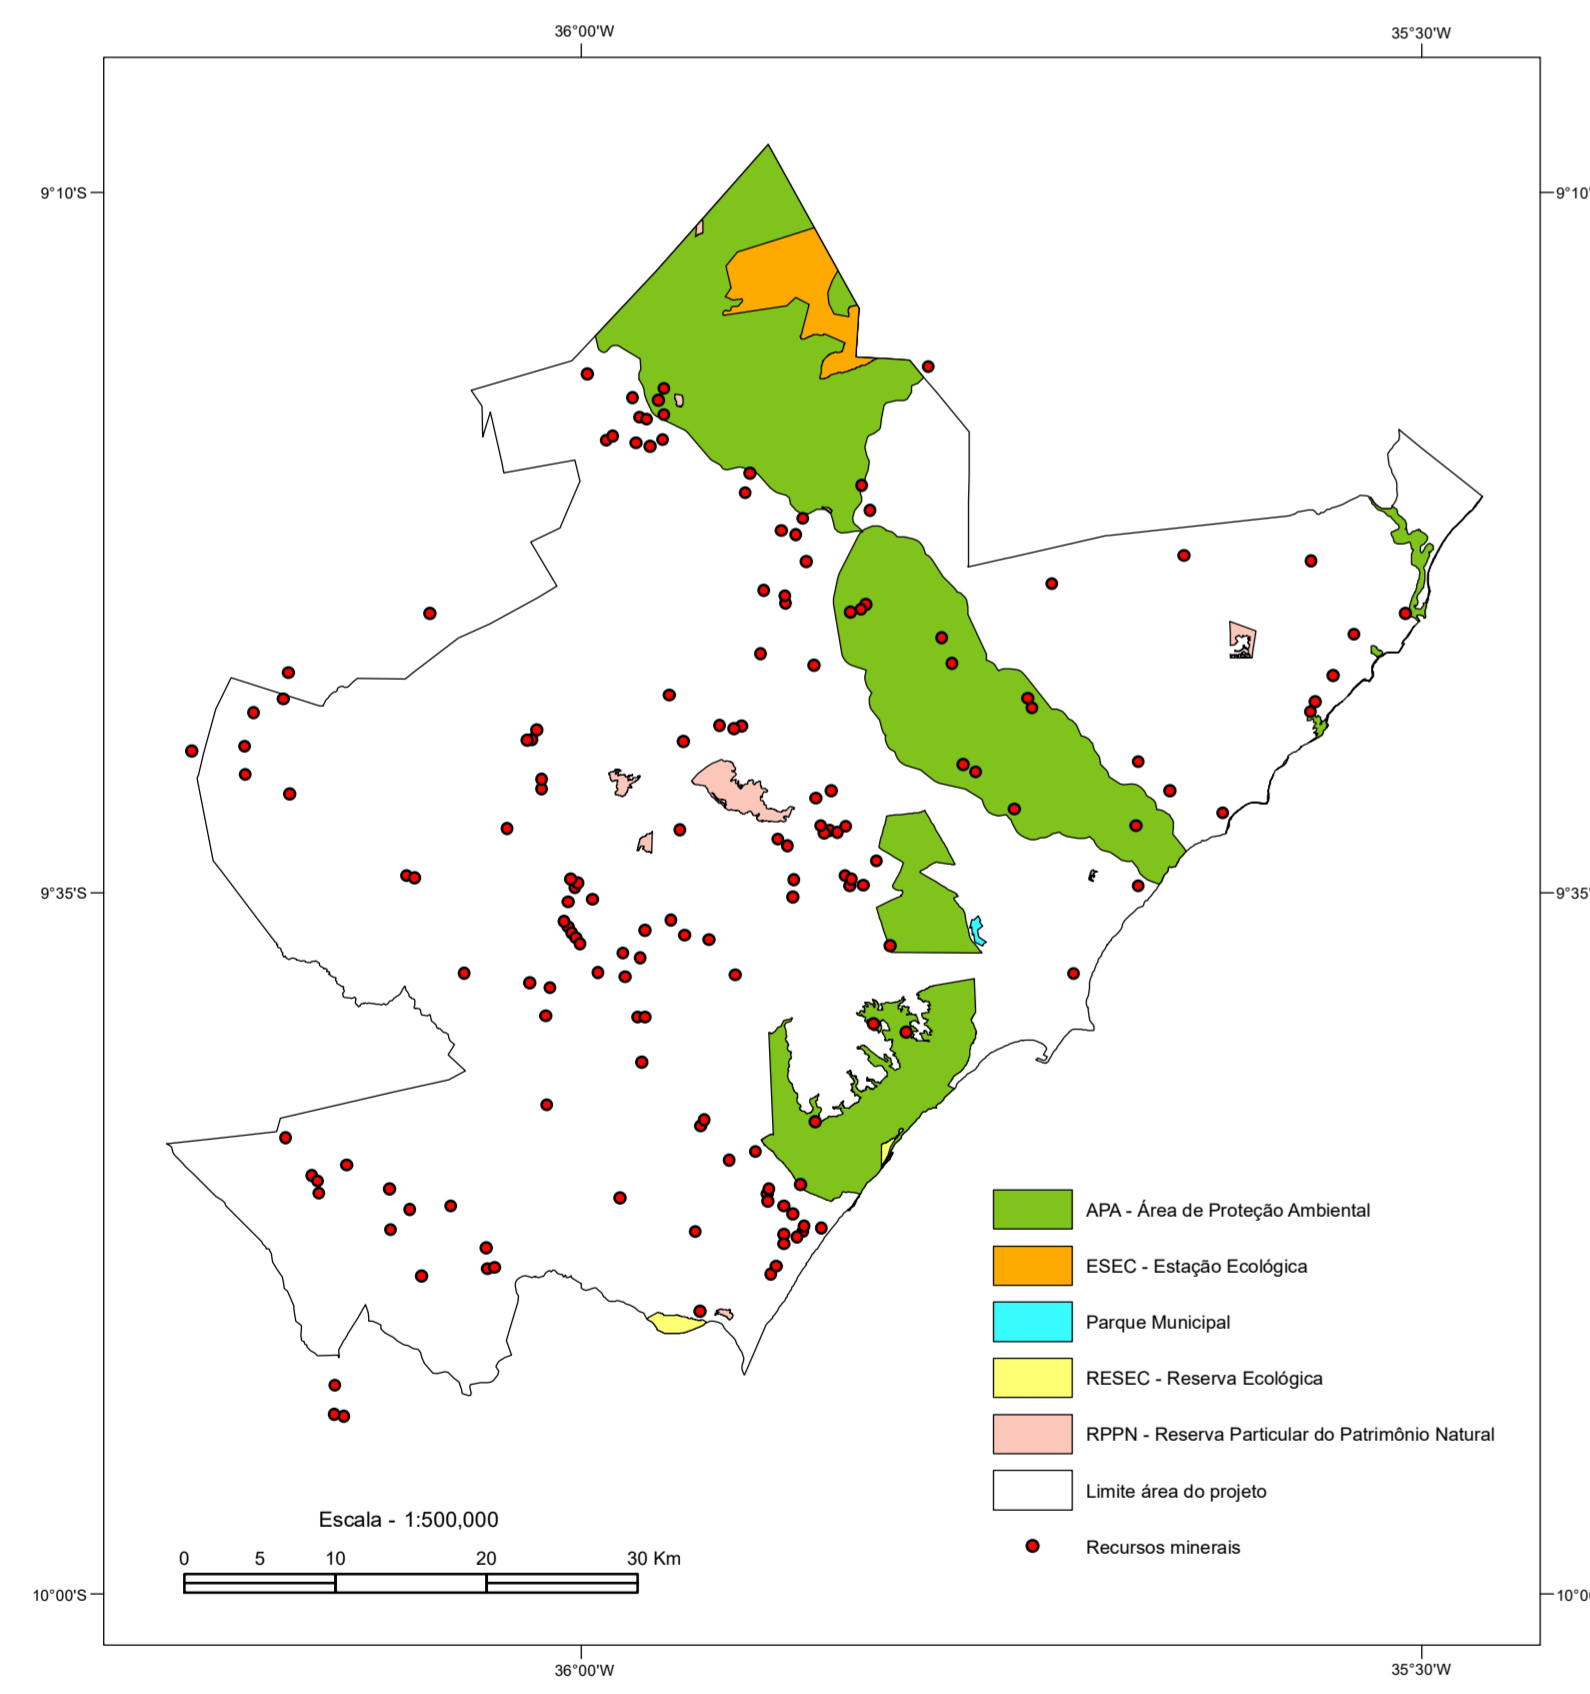 36°00'W 35°30'W
9°10'S 9°10'
APA - Área de Proteção Ambiental
ESEC - Estação Ecológica
Parque Municipal
RESEC - Reserva Ecológica
RPPN - Reserva Particular do Patrimônio Natural
Limite área do projeto
Recursos minerais
9°35'S 9°35'
Escala - 1:500,000
0 5 10 20 30 Km
10°00'S 10°0
36°00'W 35°30'W